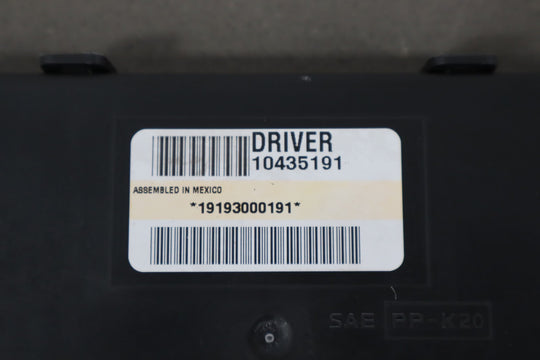 DRIVER
10435191
ASSEMBLED IN MEXICO
*19193000191*
SAE PP-K20